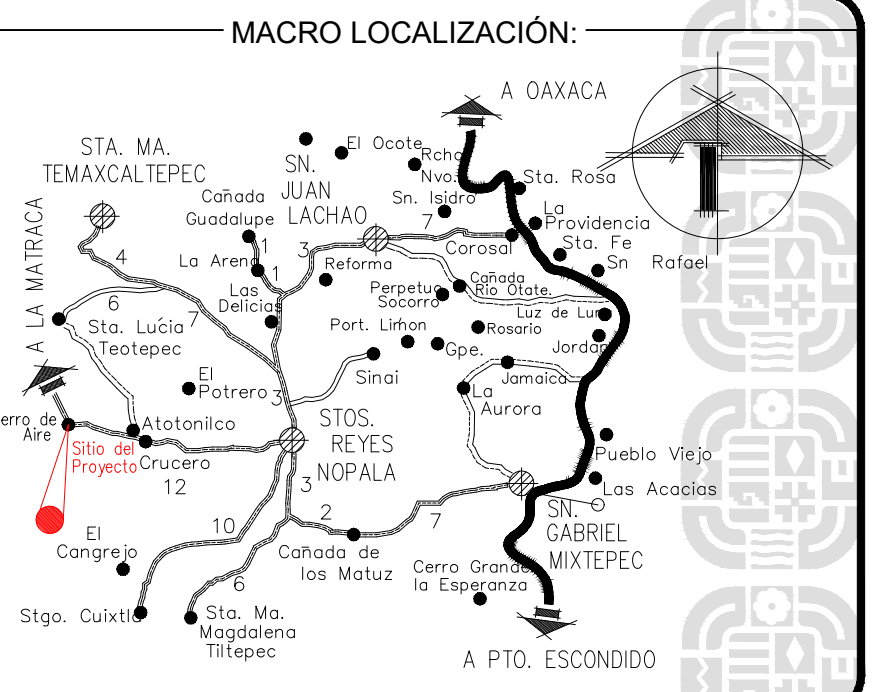 MACRO LOCALIZACIÓN:
A OAXACA
STA. MA.
TEMAXCALTEPEC
El Ocote
SN.
JUAN
LACHAO
Rcho
Nvo.
Sn. Isidro
Sta. Rosa
La
Providencia
Cañada
Guadalupe
7
Corosal
Sta. Fe
Sn Rafael
1
La Arena
1
3
Reforma
4
A LA MATRACA
6
7
Las
Delicias
Perpetuo
Socorro
Cañada
Rio Otate.
Luz de Luna
Port. Limon
Rosario
Jordan
Sta. Lucia
Teotepec
Gpe.
Sinai
Jamaica
El
Potrero
3
La
Aurora
Cerro de
Aire
Atotonilco
Sitio del
Proyecto
Crucero
12
STOS.
REYES
NOPALA
Pueblo Viejo
Las Acacias
3
SN.
GABRIEL
MIXTEPEC
10
2
7
El
Cangrejo
Cañada de
los Matuz
Cerro Grande
la Esperanza
6
Stgo. Cuixtla
Sta. Ma.
Magdalena
Tiltepec
A PTO. ESCONDIDO